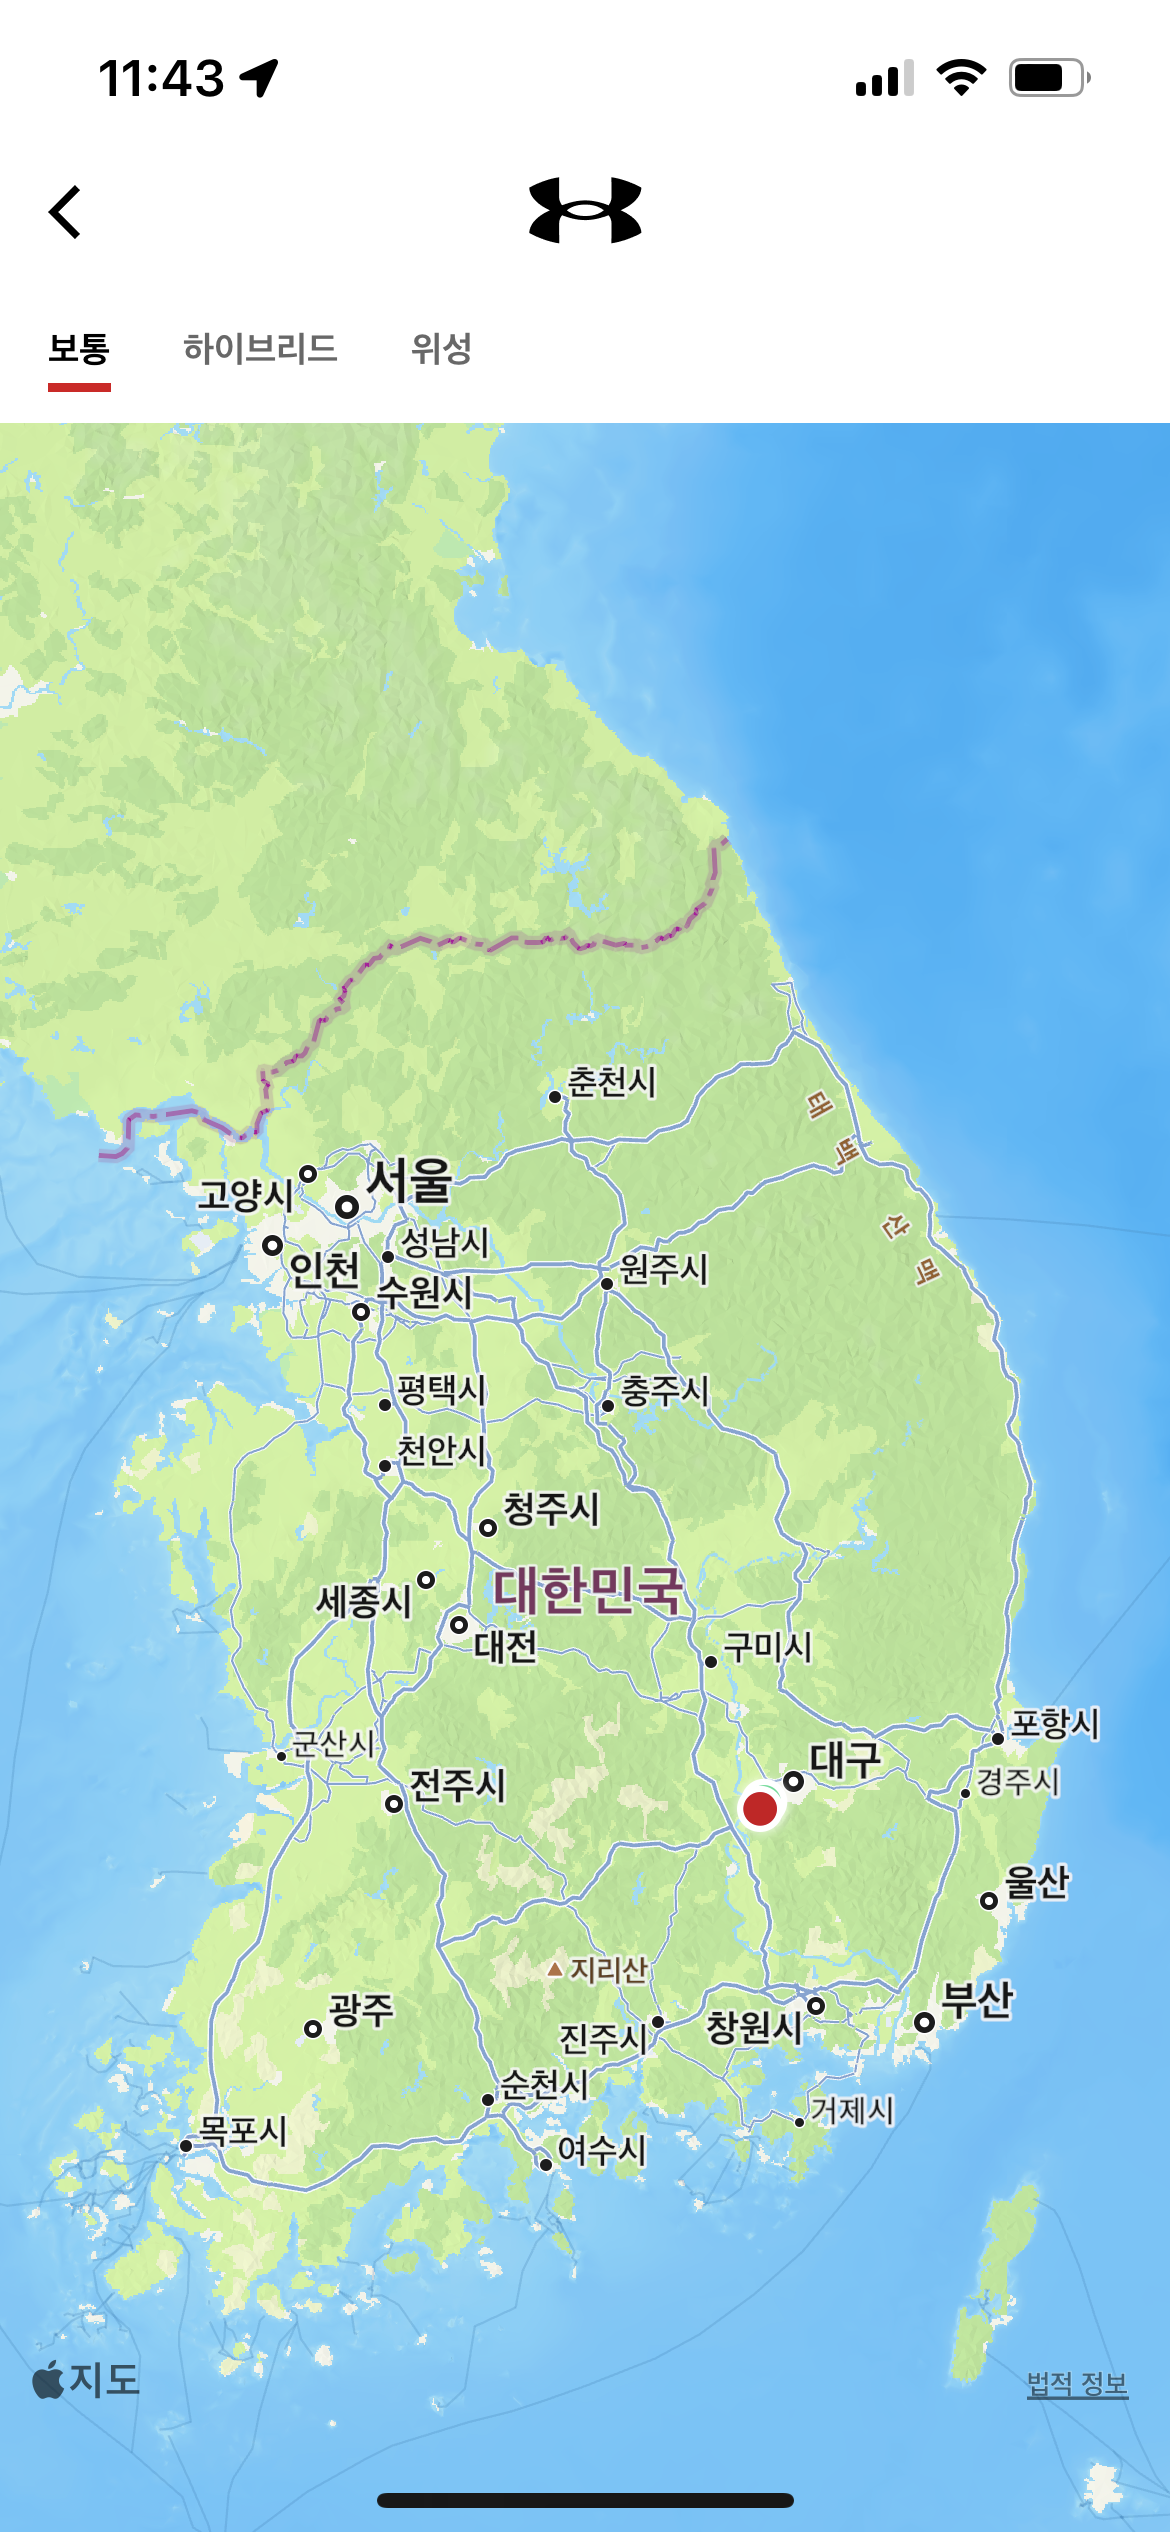 11:43
보통
하이브리드
위성
춘천시
태백산맥
고양시
서울
인천
성남시
수원시
원주시
평택시
충주시
천안시
청주시
대한민국
세종시
대전
구미시
군산시
포항시
대구
경주시
전주시
울산
지리산
광주
부산
창원시
진주시
순천시
거제시
목포시
여수시
지도
법적 정보